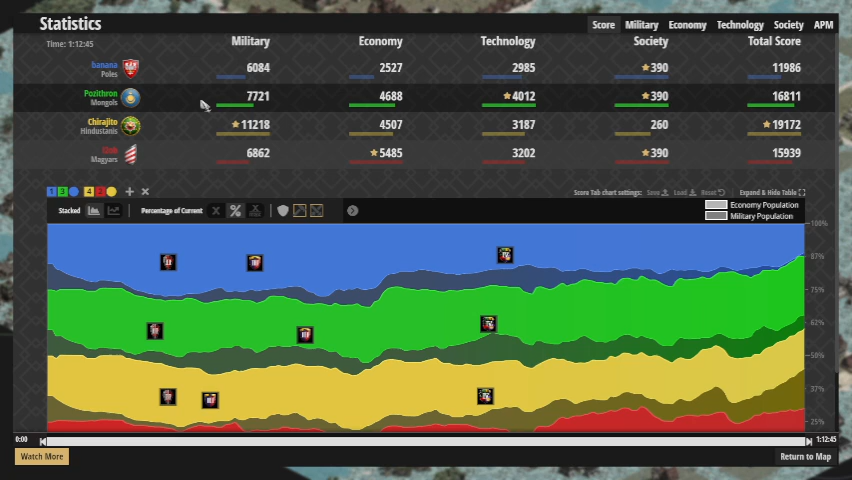 Statistics
Score Military Economy Technology Society APM
Time: 1:12:45
Military Economy Technology Society Total Score
banana
Poles
6084 2527 2985 390 11986
Pozithron
Mongols
7721 4688 4012 390 16811
Chirajito
Hindustanis
11218 4507 3187 260 19172
Magyars
6862 5485 3202 390 15939
1 3 4 2
Score Tab chart settings: Save Load Reset Expand & Hide Table
Stacked Percentage of Current
Economy Population
Military Population
100%
87%
75%
62%
50%
37%
25%
0:00 1:12:45
Watch More Return to Map